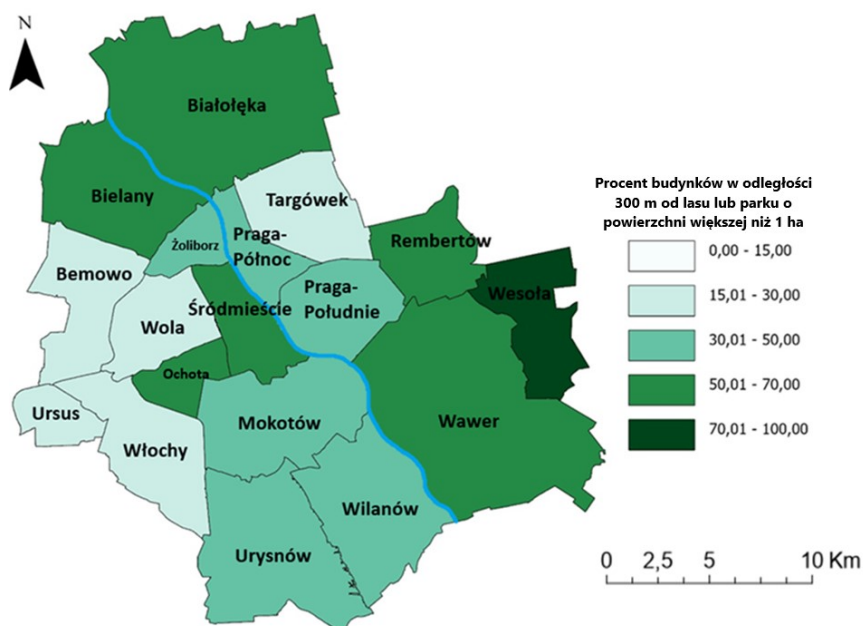 N
Białołęka
Bielany
Targówek
Żoliborz
Praga-
Północ
Rembertów
Bemowo
Praga-
Południe
Wesoła
Wola
Śródmieście
Ochota
Ursus
Mokotów
Wawer
Włochy
Wilanów
Urysnów
Procent budynków w odległości
300 m od lasu lub parku o
powierzchni większej niż 1 ha
0,00 - 15,00
15,01 - 30,00
30,01 - 50,00
50,01 - 70,00
70,01 - 100,00
0 2,5 5 10 Km